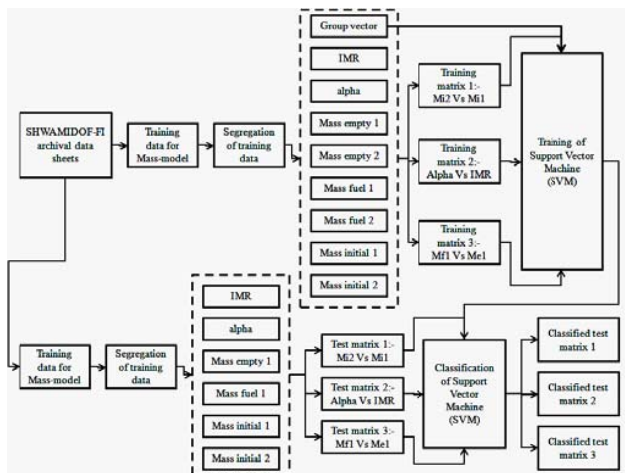 Group vector
IMR
alpha
Mass empty 1
Mass empty 2
Mass fuel 1
Mass fuel 2
Mass initial 1
Mass initial 2
SHWAMIDOF-FI
archival data
sheets
Training
data for
Mass-model
Segregation
of training
data
Training
matrix 1:-
Mi2 Vs Mi1
Training
matrix 2:-
Alpha Vs IMR
Training
matrix 3:-
Mf1 Vs Me1
Training of
Support Vector
Machine
(SVM)
Training
data for
Mass-model
Segregation
of training
data
IMR
alpha
Mass empty 1
Mass fuel 1
Mass initial 1
Mass initial 2
Test matrix 1:-
Mi2 Vs Mi1
Test matrix 2:-
Alpha Vs IMR
Test matrix 3:-
Mf1 Vs Me1
Classification
of Support
Vector
Machine
(SVM)
Classified test
matrix 1
Classified test
matrix 2
Classified test
matrix 3